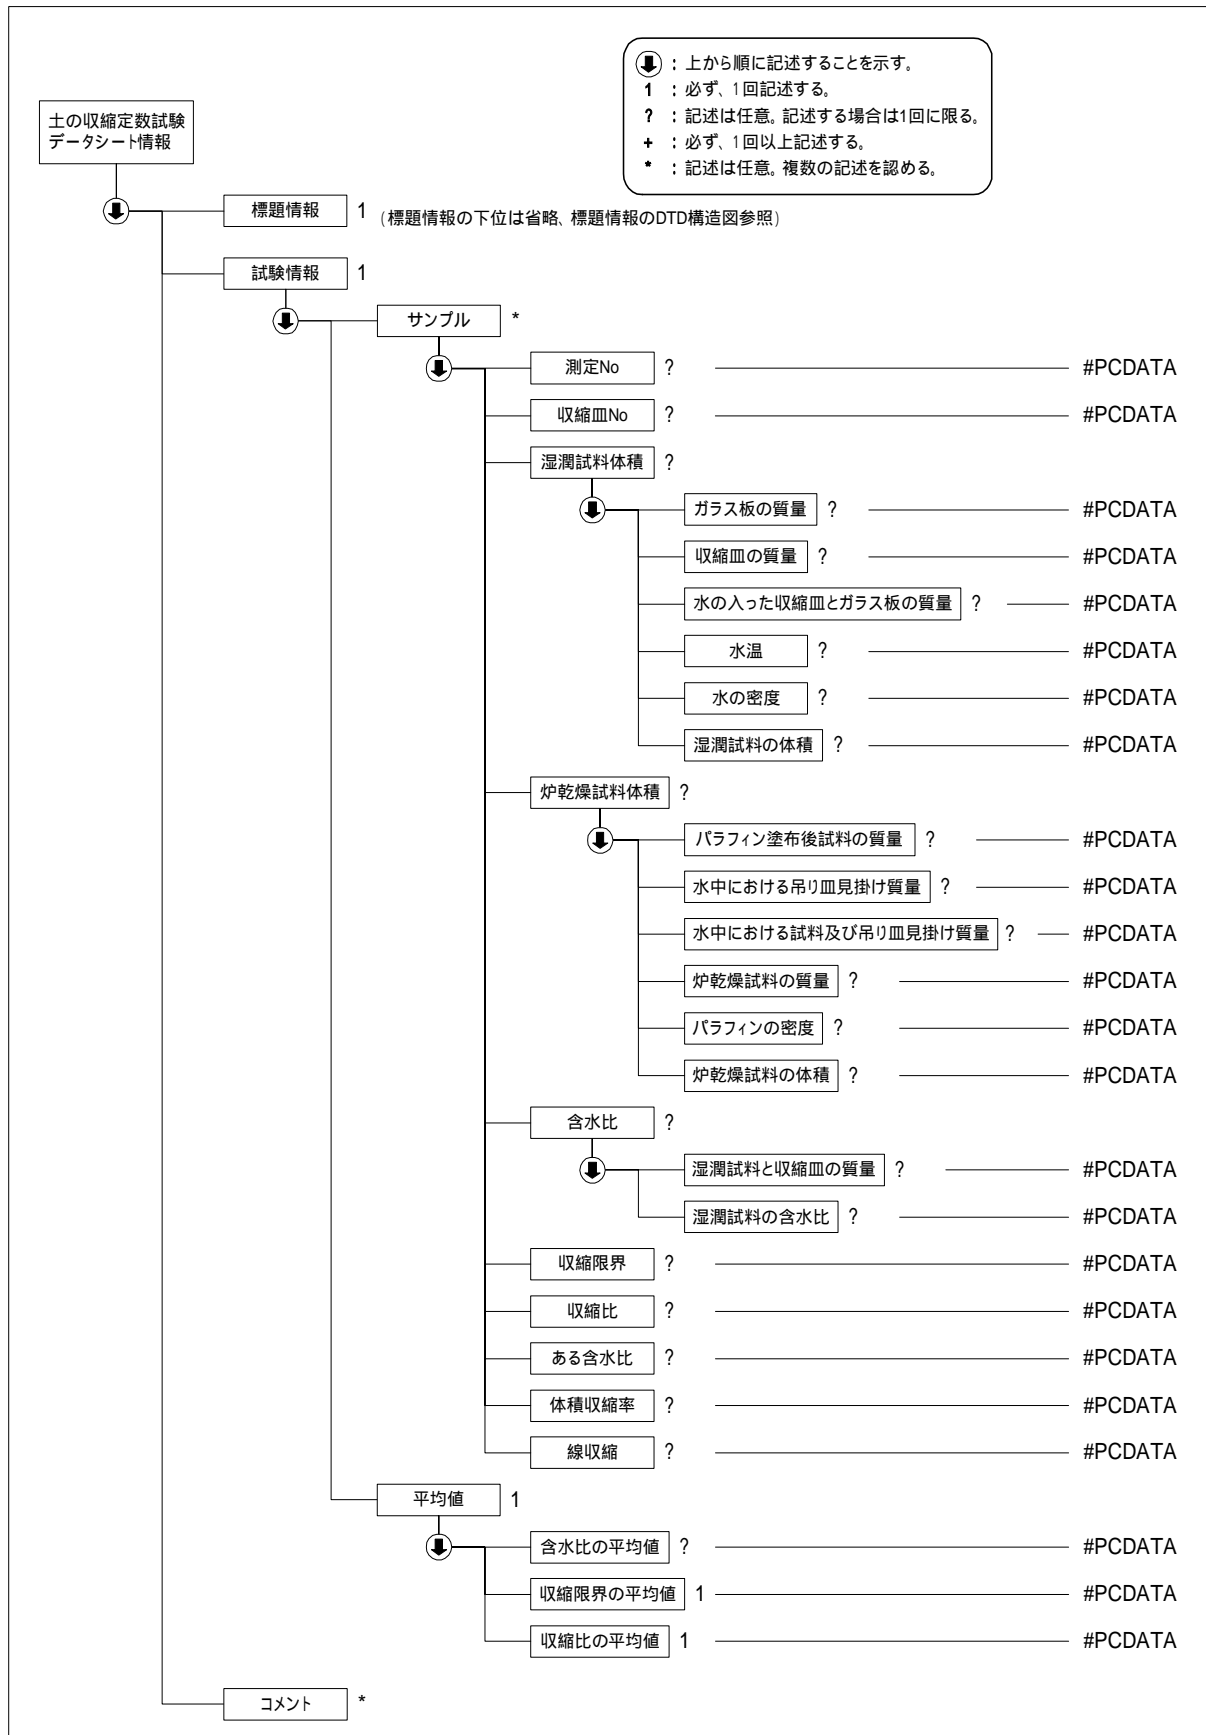 ：上から順に記述することを示す。
1 ：必ず、1回記述する。
? ：記述は任意。記述する場合は1回に限る。
+ ：必ず、1回以上記述する。
* ：記述は任意。複数の記述を認める。
土の収縮定数試験
データシート情報
標題情報 1 (標題情報の下位は省略、標題情報のDTD構造図参照)
試験情報 1
サンプル *
測定No ? #PCDATA
収縮皿No ? #PCDATA
湿潤試料体積 ?
ガラス板の質量 ? #PCDATA
収縮皿の質量 ? #PCDATA
水の入った収縮皿とガラス板の質量 ? #PCDATA
水温 ? #PCDATA
水の密度 ? #PCDATA
湿潤試料の体積 ? #PCDATA
炉乾燥試料体積 ?
パラフィン塗布後試料の質量 ? #PCDATA
水中における吊り皿見掛け質量 ? #PCDATA
水中における試料及び吊り皿見掛け質量 ? #PCDATA
炉乾燥試料の質量 ? #PCDATA
パラフィンの密度 ? #PCDATA
炉乾燥試料の体積 ? #PCDATA
含水比 ?
湿潤試料と収縮皿の質量 ? #PCDATA
湿潤試料の含水比 ? #PCDATA
収縮限界 ? #PCDATA
収縮比 ? #PCDATA
ある含水比 ? #PCDATA
体積収縮率 ? #PCDATA
線収縮 ? #PCDATA
平均値 1
含水比の平均値 ? #PCDATA
収縮限界の平均値 1 #PCDATA
収縮比の平均値 1 #PCDATA
コメント *